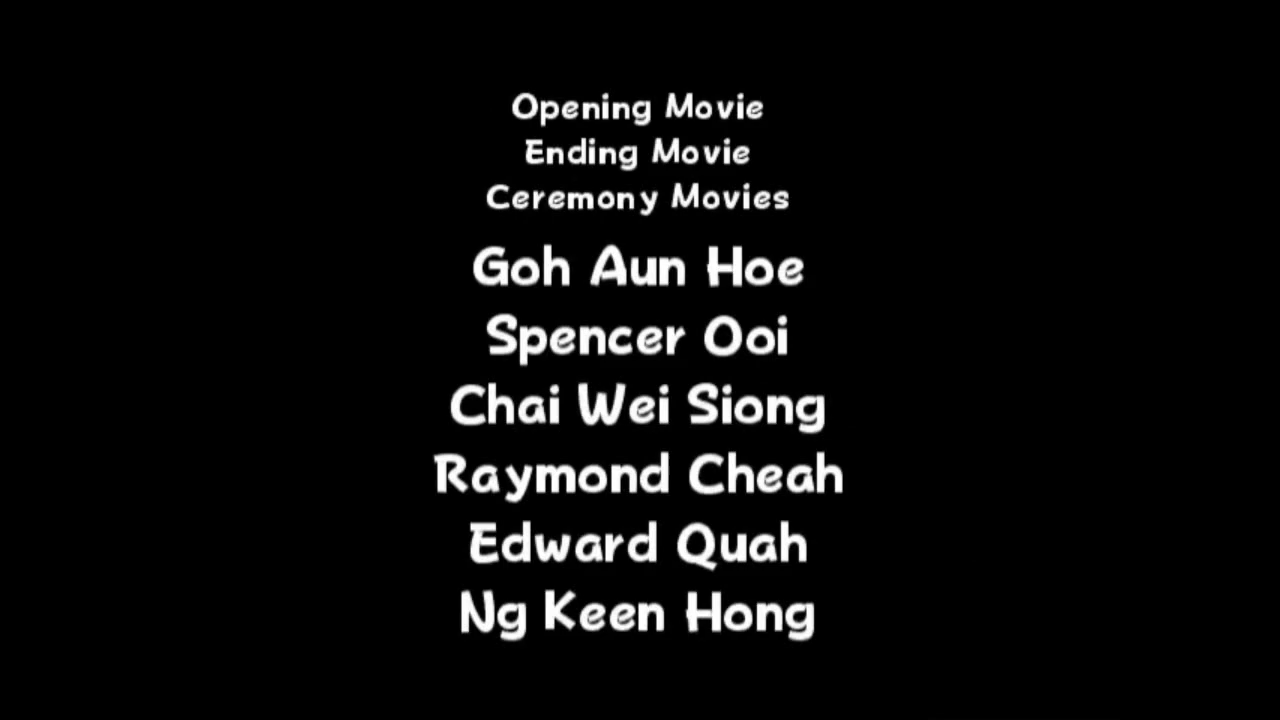 Opening Movie
Ending Movie
Ceremony Movies
Goh Aun Hoe
Spencer Ooi
Chai Wei Siong
Raymond Cheah
Edward Quah
Ng Keen Hong